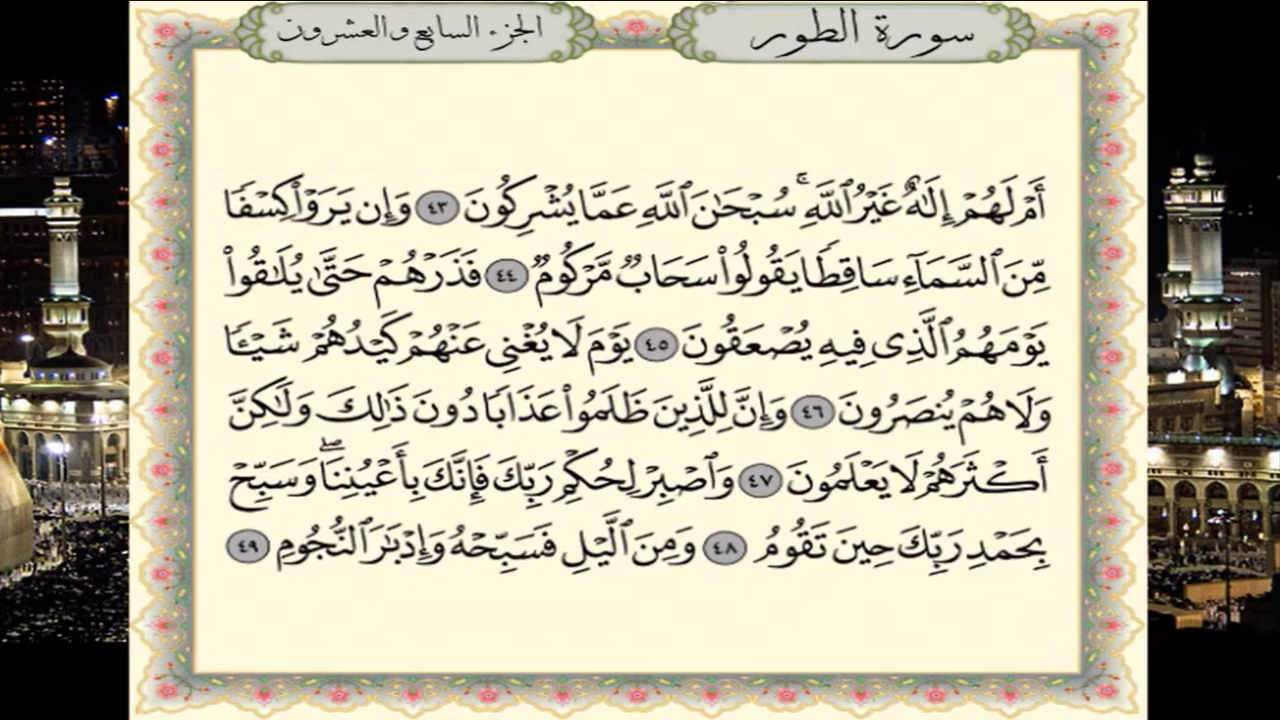 سورة الطور
الجزء السابع والعشرون
أَمْ لَهُمْ إِلَٰهٌ غَيْرُ ٱللَّهِ ۚ سُبْحَٰنَ ٱللَّهِ عَمَّا يُشْرِكُونَ ٤٣ وَإِن يَرَوْا۟ كِسْفًا
مِّنَ ٱلسَّمَآءِ سَاقِطًا يَقُولُوا۟ سَحَابٌ مَّرْكُومٌ ٤٤ فَذَرْهُمْ حَتَّىٰ يُلَٰقُوا۟
يَوْمَهُمُ ٱلَّذِى فِيهِ يُصْعَقُونَ ٤٥ يَوْمَ لَا يُغْنِى عَنْهُمْ كَيْدُهُمْ شَيْـًٔا
وَلَا هُمْ يُنصَرُونَ ٤٦ وَإِنَّ لِلَّذِينَ ظَلَمُوا۟ عَذَابًا دُونَ ذَٰلِكَ وَلَٰكِنَّ
أَكْثَرَهُمْ لَا يَعْلَمُونَ ٤٧ وَٱصْبِرْ لِحُكْمِ رَبِّكَ فَإِنَّكَ بِأَعْيُنِنَا ۖ وَسَبِّحْ
بِحَمْدِ رَبِّكَ حِينَ تَقُومُ ٤٨ وَمِنَ ٱلَّيْلِ فَسَبِّحْهُ وَإِدْبَٰرَ ٱلنُّجُومِ ٤٩